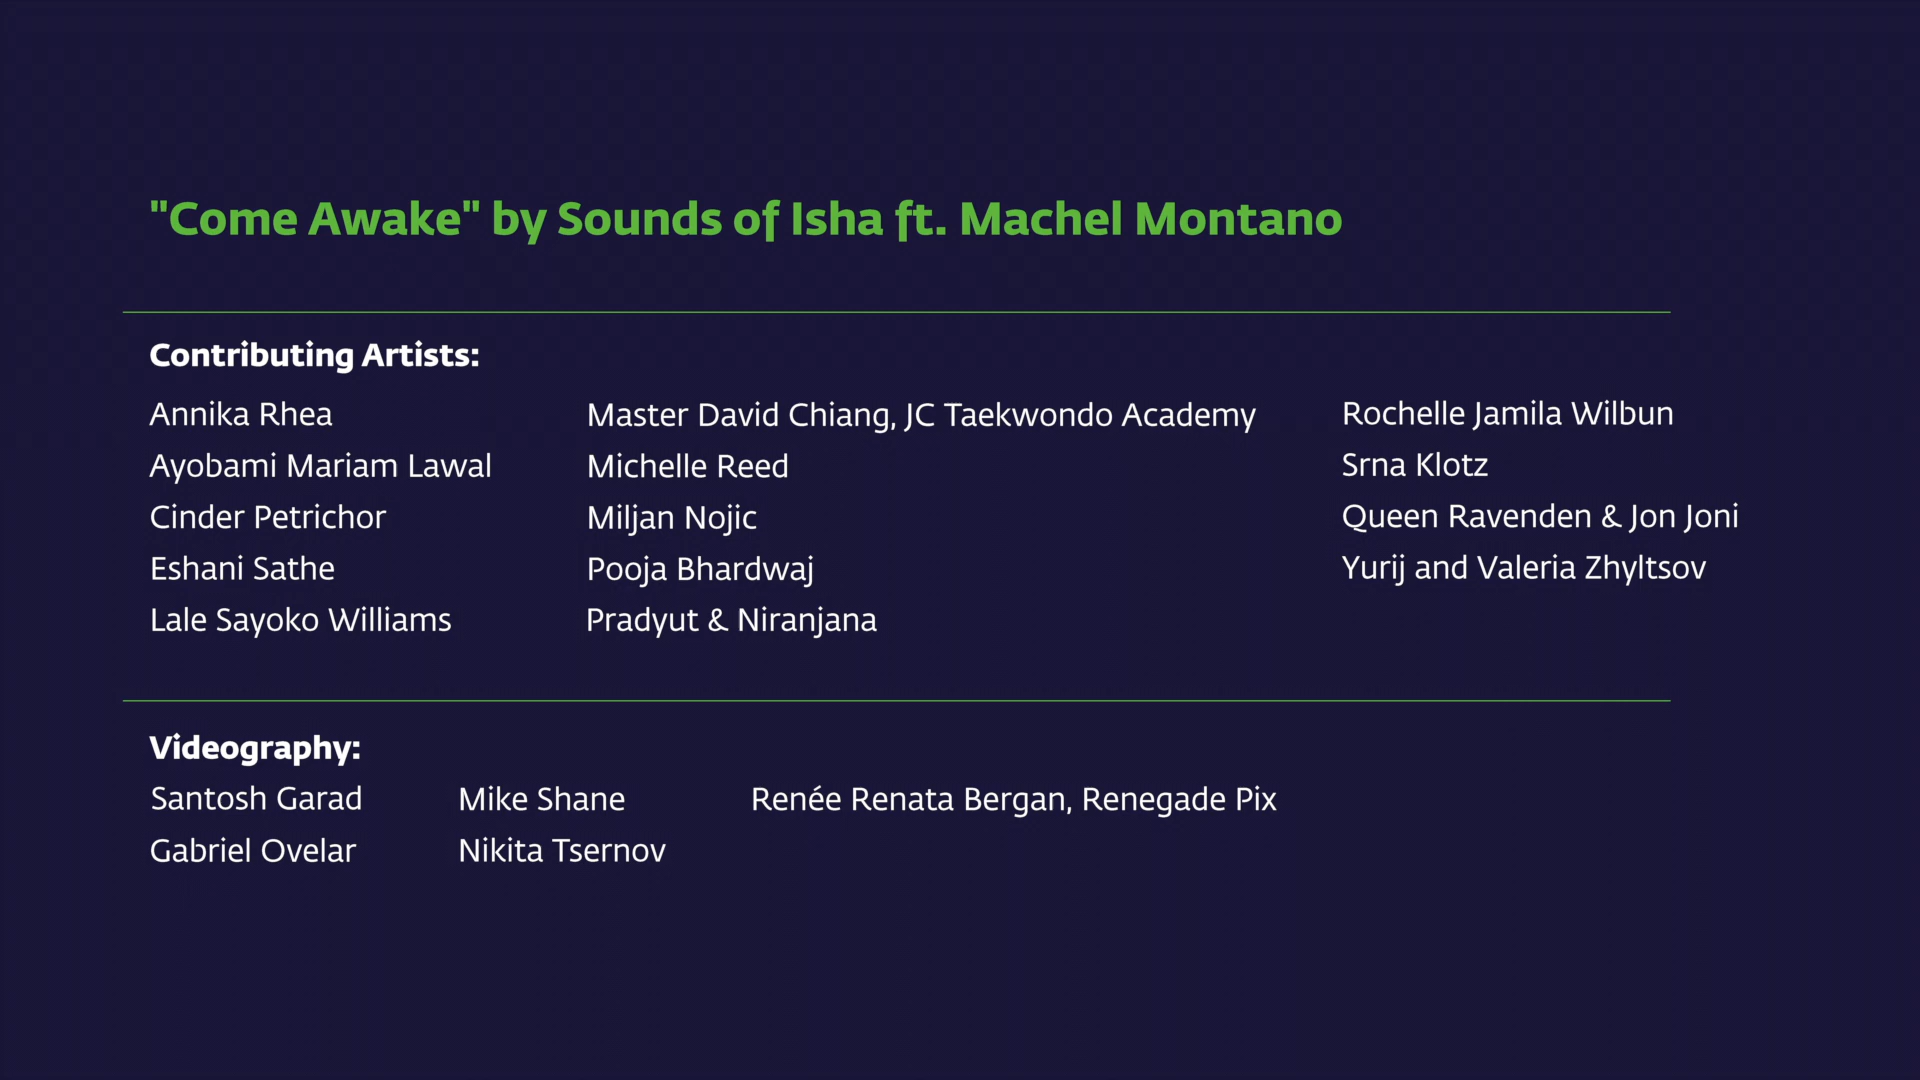 "Come Awake" by Sounds of Isha ft. Machel Montano
Contributing Artists:
Annika Rhea
Ayobami Mariam Lawal
Cinder Petrichor
Eshani Sathe
Lale Sayoko Williams
Master David Chiang, JC Taekwondo Academy
Michelle Reed
Miljan Nojic
Pooja Bhardwaj
Pradyut & Niranjana
Rochelle Jamila Wilbun
Srna Klotz
Queen Ravenden & Jon Joni
Yurij and Valeria Zhyltsov
Videography:
Santosh Garad
Gabriel Ovelar
Mike Shane
Nikita Tsernov
Renée Renata Bergan, Renegade Pix